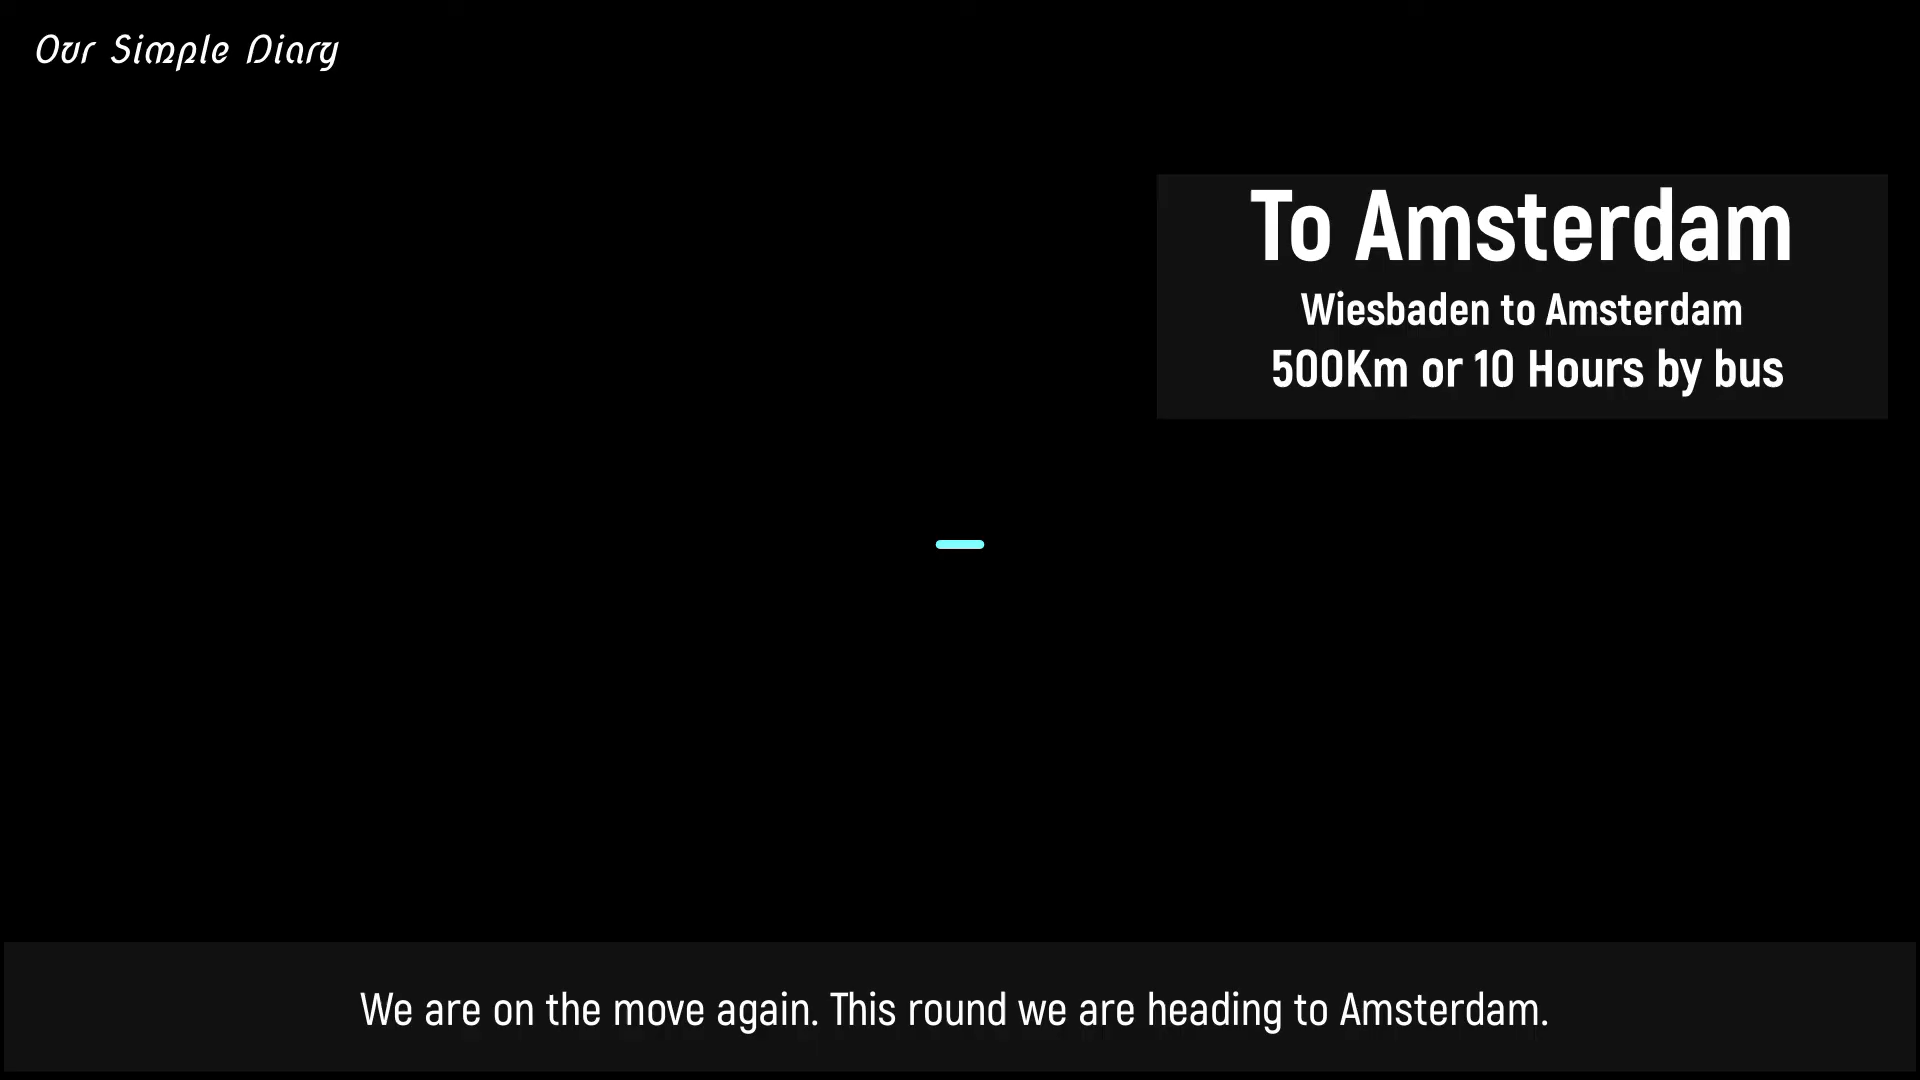 Our Simple Diary
To Amsterdam
Wiesbaden to Amsterdam
500Km or 10 Hours by bus
We are on the move again. This round we are heading to Amsterdam.